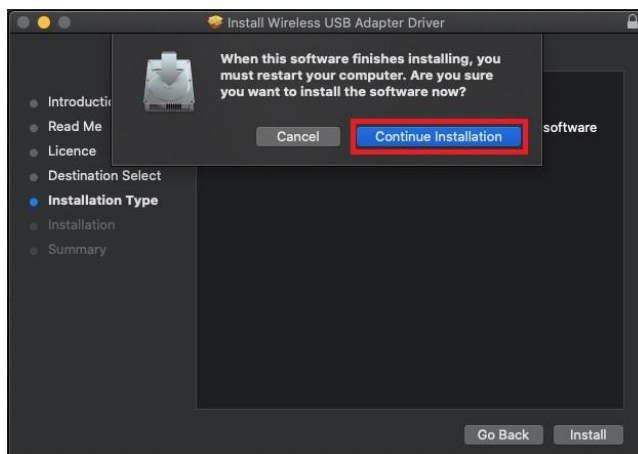 Install Wireless USB Adapter Driver
When this software finishes installing, you
must restart your computer. Are you sure
you want to install the software now?
Cancel
Continue Installation
software
Introductio
Read Me
Licence
Destination Select
Installation Type
Installation
Summary
Go Back
Install